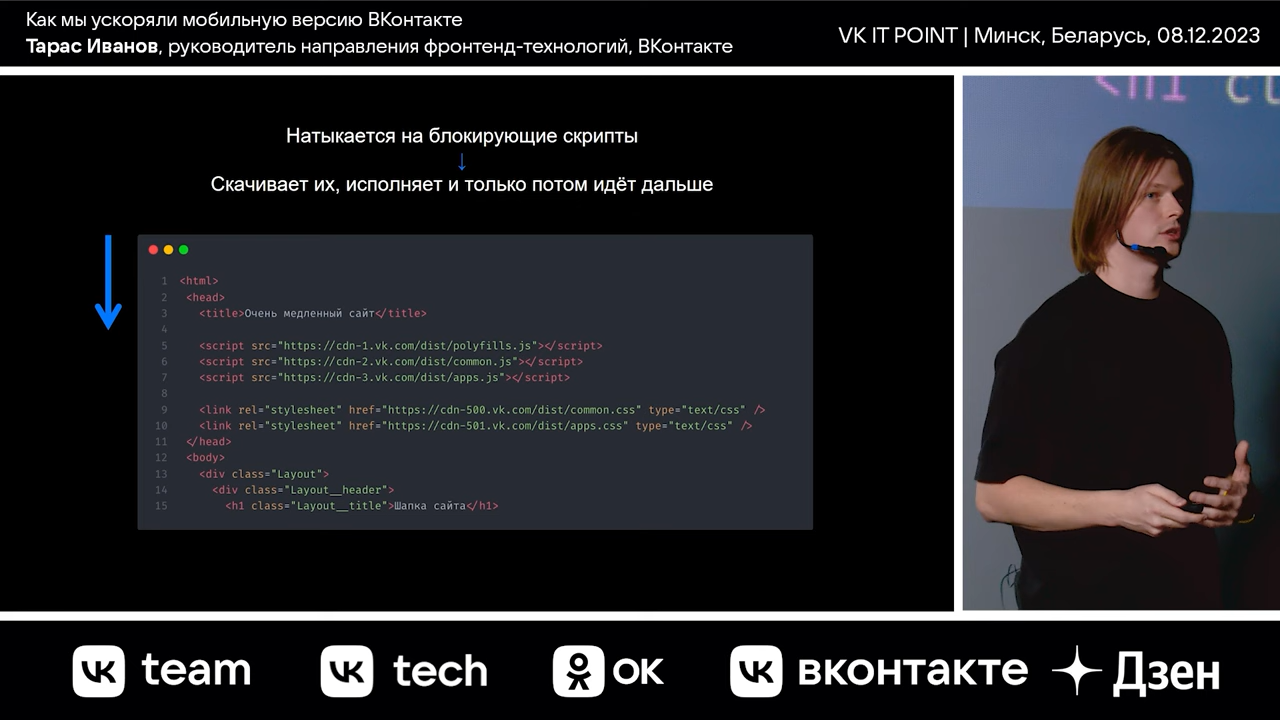 Как мы ускоряли мобильную версию ВКонтакте
Тарас Иванов, руководитель направления фронтенд-технологий, ВКонтакте
VK IT POINT | Минск, Беларусь, 08.12.2023
Натыкается на блокирующие скрипты
↓
Скачивает их, исполняет и только потом идёт дальше
1 <html>
2 <head>
3 <title>Очень медленный сайт</title>
4
5 <script src="https://cdn-1.vk.com/dist/polyfills.js"></script>
6 <script src="https://cdn-2.vk.com/dist/common.js"></script>
7 <script src="https://cdn-3.vk.com/dist/apps.js"></script>
8
9 <link rel="stylesheet" href="https://cdn-500.vk.com/dist/common.css" type="text/css" />
10 <link rel="stylesheet" href="https://cdn-501.vk.com/dist/apps.css" type="text/css" />
11 </head>
12 <body>
13 <div class="Layout">
14 <div class="Layout__header">
15 <h1 class="Layout__title">Шапка сайта</h1>
<h1 cl
team
tech
ок
вконтакте
Дзен